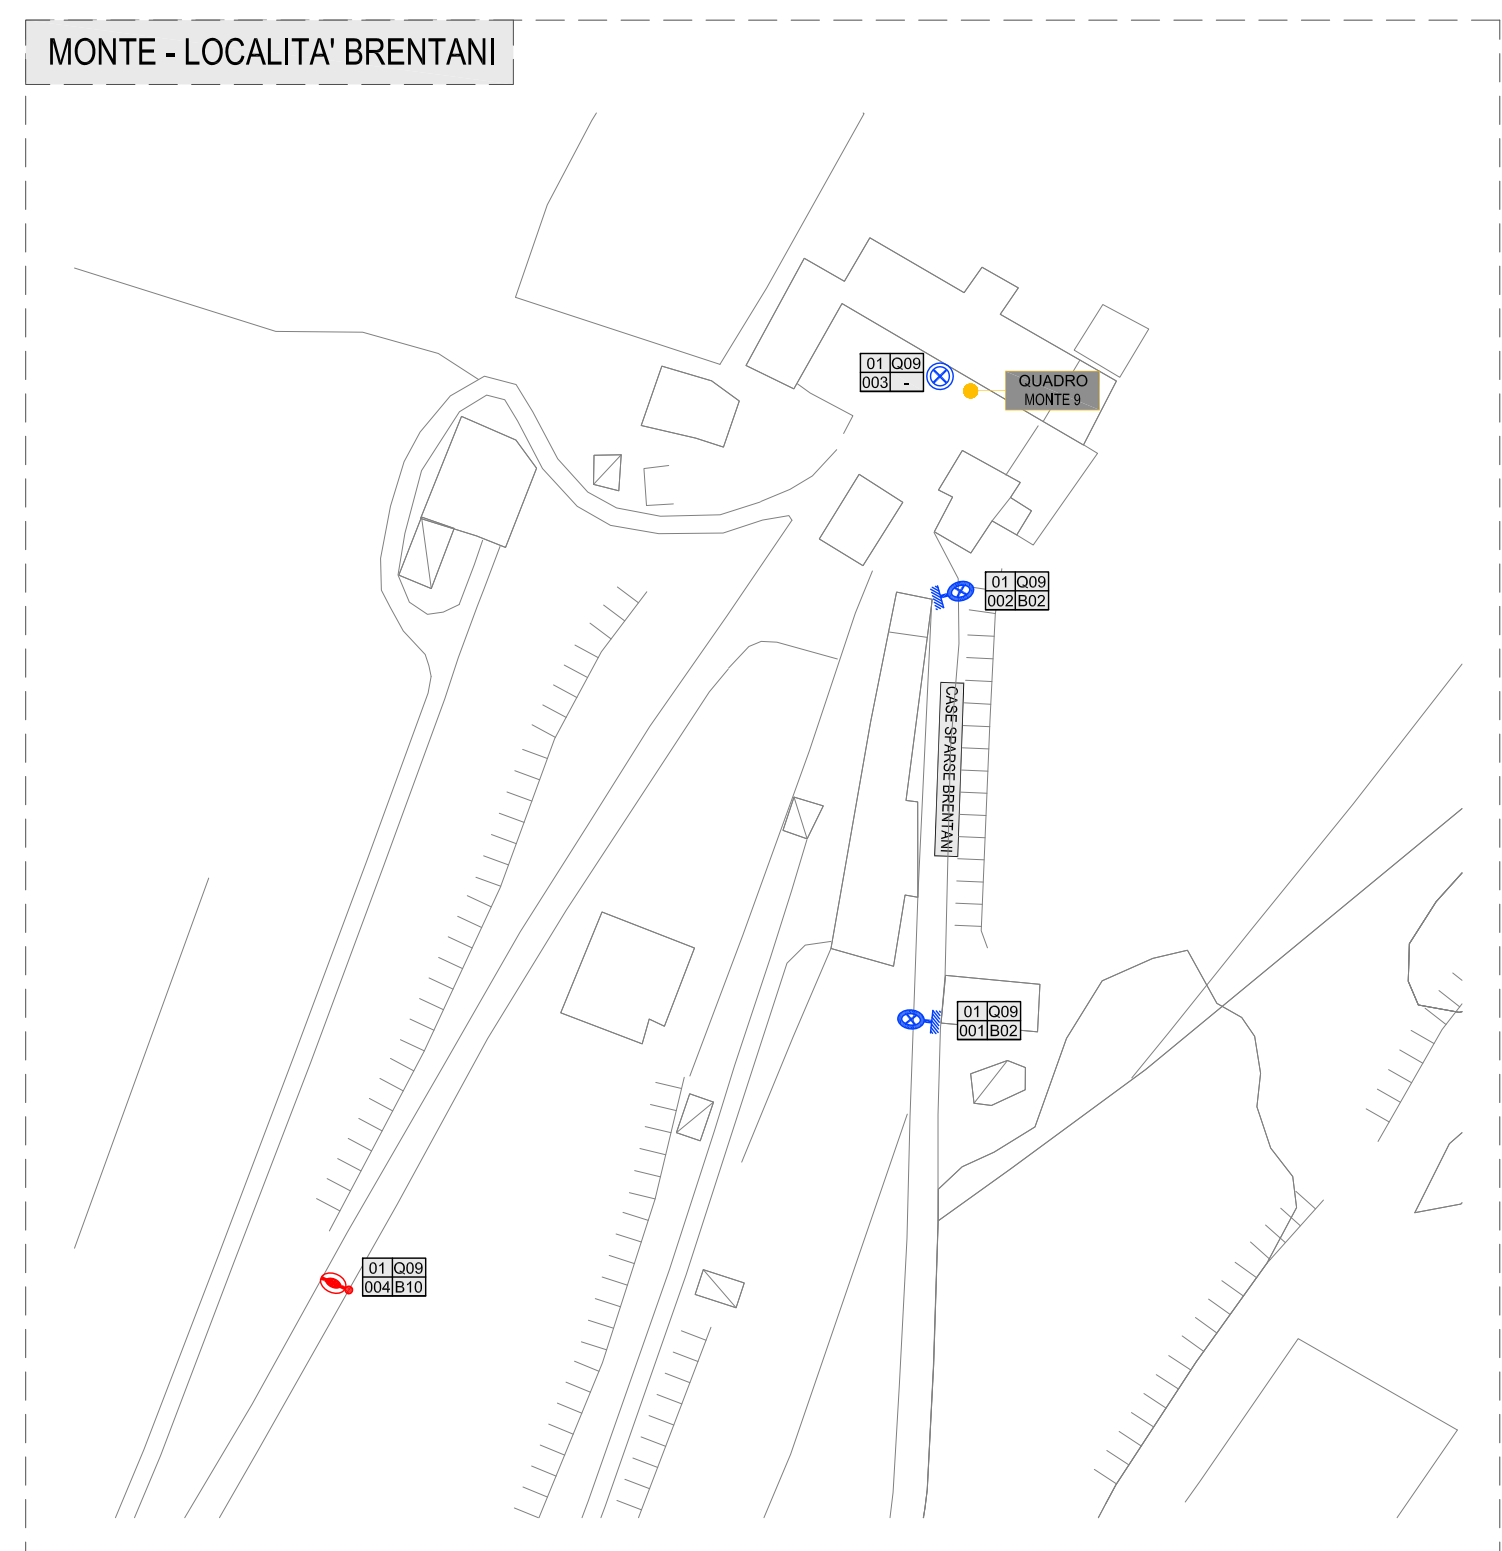 MONTE - LOCALITA' BRENTANI
01 Q09
003 -
QUADRO
MONTE 9
01 Q09
002 B02
CASE SPARSE BRENTANI
01 Q09
001 B02
01 Q09
004 B10